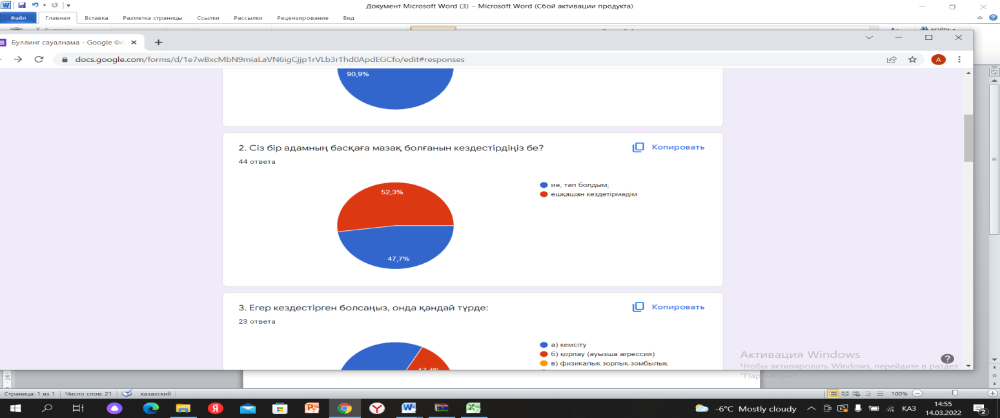 Документ Microsoft Word (3) - Microsoft Word (Сбой активации продукта)
Файл Главная Вставка Разметка страницы Ссылки Рассылки Рецензирование Вид
Буллинг сауалнама - Google Фо
docs.google.com/forms/d/1e7wBxcMbN9miaLaVN6igCjjp1rVLb3rThd0ApdEGCfo/edit#responses
A
90,9%
2. Сіз бір адамның басқаға мазақ болғанын кездестірдіңіз бе?
Копировать
44 ответа
52,3%
47,7%
иә, тап болдым;
ешқашан кездетірмедім
3. Егер кездестірген болсаңыз, онда қандай түрде:
Копировать
23 ответа
17,4%
а) кемсіту
б) қорлау (ауызша агрессия)
в) физикалық зорлық-зомбылық
Активация Windows
Чтобы активировать Windows, перейдите в раздел
"Параметры".
Страница: 1 из 1 Число слов: 21 казахский 100%
-6°C Mostly cloudy ҚАЗ 14:55
14.03.2022 2